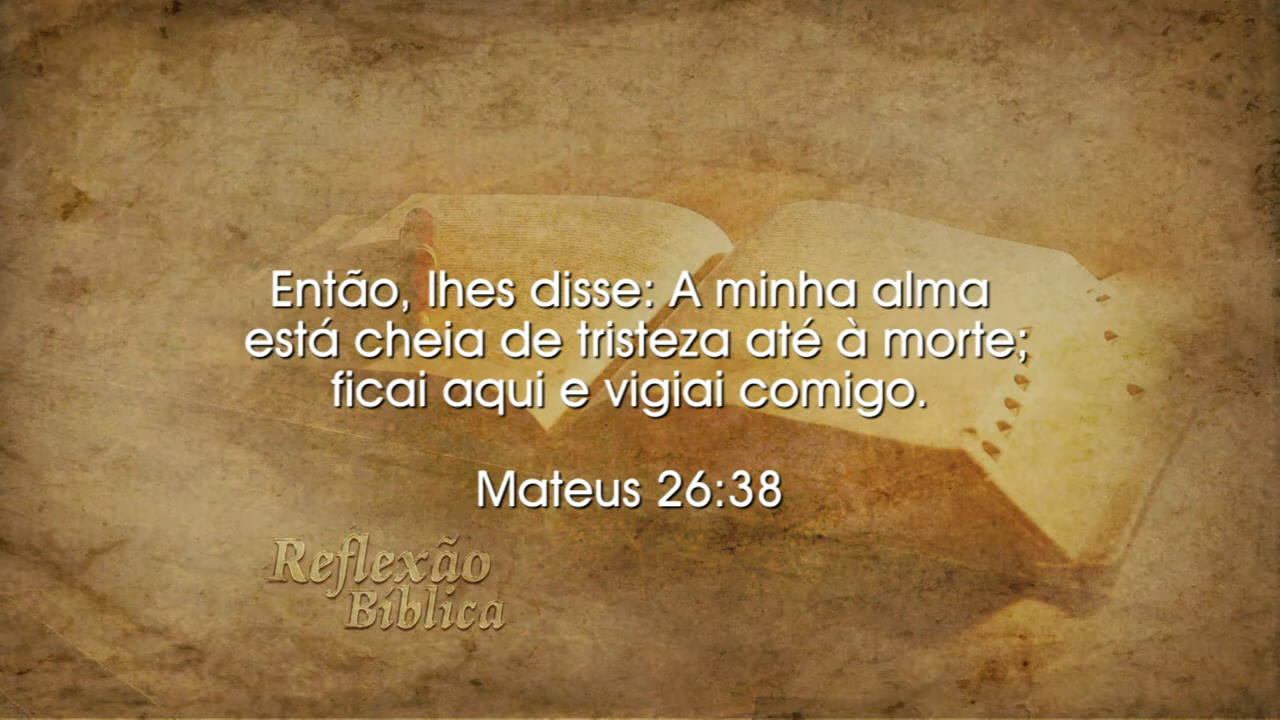 Então, lhes disse: A minha alma
está cheia de tristeza até à morte;
ficai aqui e vigiai comigo.
Mateus 26:38
Reflexão
Bíblica